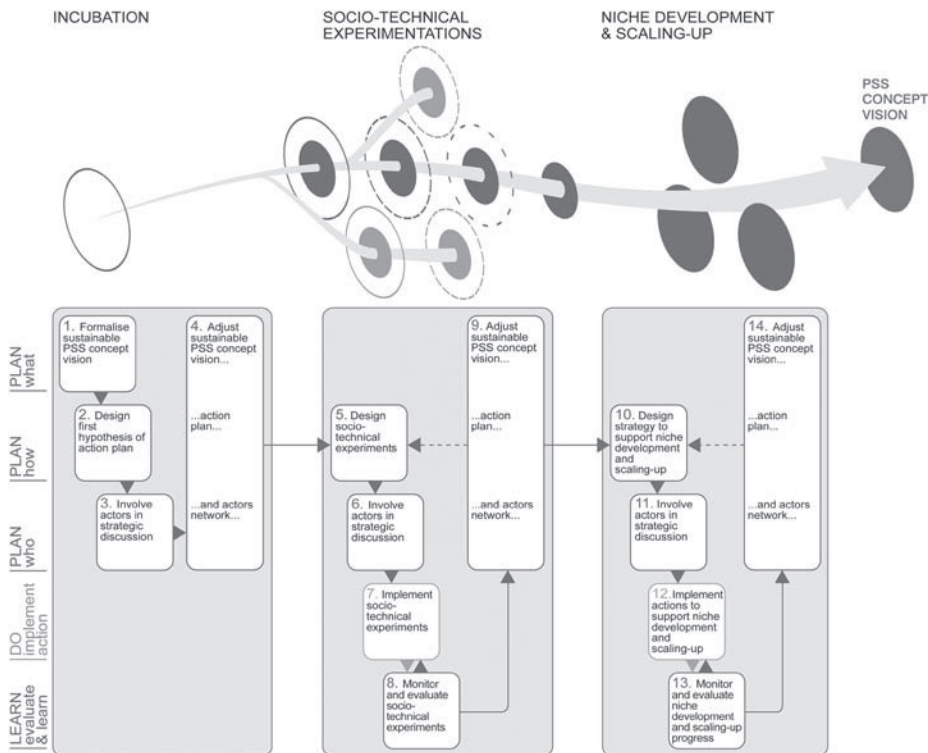 INCUBATION
SOCIO-TECHNICAL
EXPERIMENTATIONS
NICHE DEVELOPMENT
& SCALING-UP
PSS
CONCEPT
VISION
PLAN
what
PLAN
how
PLAN
who
DO
implement
action
LEARN
evaluate
& learn
1. Formalise
sustainable
PSS concept
vision
2. Design
first
hypothesis of
action plan
3. Involve
actors in
strategic
discussion
4. Adjust
sustainable
PSS concept
vision...
...action
plan...
...and actors
network...
5. Design
socio-
technical
experiments
6. Involve
actors in
strategic
discussion
7. Implement
socio-
technical
experiments
8. Monitor
and evaluate
socio-
technical
experiments
9. Adjust
sustainable
PSS concept
vision...
...action
plan...
...and actors
network...
10. Design
strategy to
support niche
development
and
scaling-up
11. Involve
actors in
strategic
discussion
12. Implement
actions to
support niche
development
and
scaling-up
13. Monitor
and evaluate
niche
development
and scaling-up
progress
14. Adjust
sustainable
PSS concept
vision...
...action
plan...
...and actors
network...